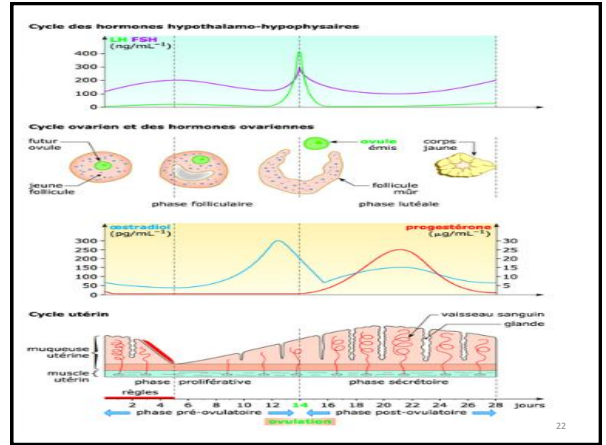 Cycle des hormones hypothalamo-hypophysaires
LH FSH
(ng/mL⁻¹)
400
300
200
100
0
Cycle ovarien et des hormones ovariennes
futur
ovule
ovule
émis
corps
jaune
jeune
follicule
follicule
mûr
phase folliculaire
phase lutéale
œstradiol
(pg/mL⁻¹)
progestérone
(µg/mL⁻¹)
300
250
200
150
100
50
0
30
25
20
15
10
5
Cycle utérin
vaisseau sanguin
glande
muqueuse
utérine
muscle
utérin
phase proliférative
phase sécrétoire
règles
2 4 6 8 10 12 14 16 18 20 22 24 26 28 jours
phase pré-ovulatoire
phase post-ovulatoire
ovulation
22